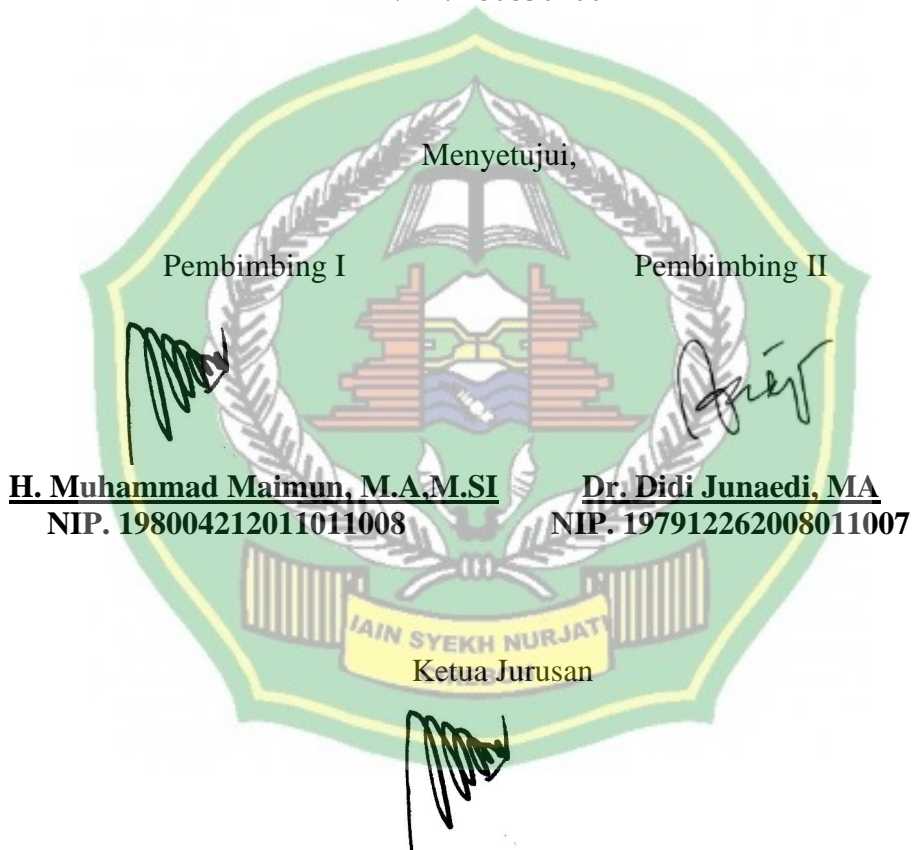 Menyetujui,
Pembimbing I
Pembimbing II
H. Muhammad Maimun, M.A,M.SI
NIP. 198004212011011008
Dr. Didi Junaedi, MA
NIP. 197912262008011007
IAIN SYEKH NURJATI
Ketua Jurusan